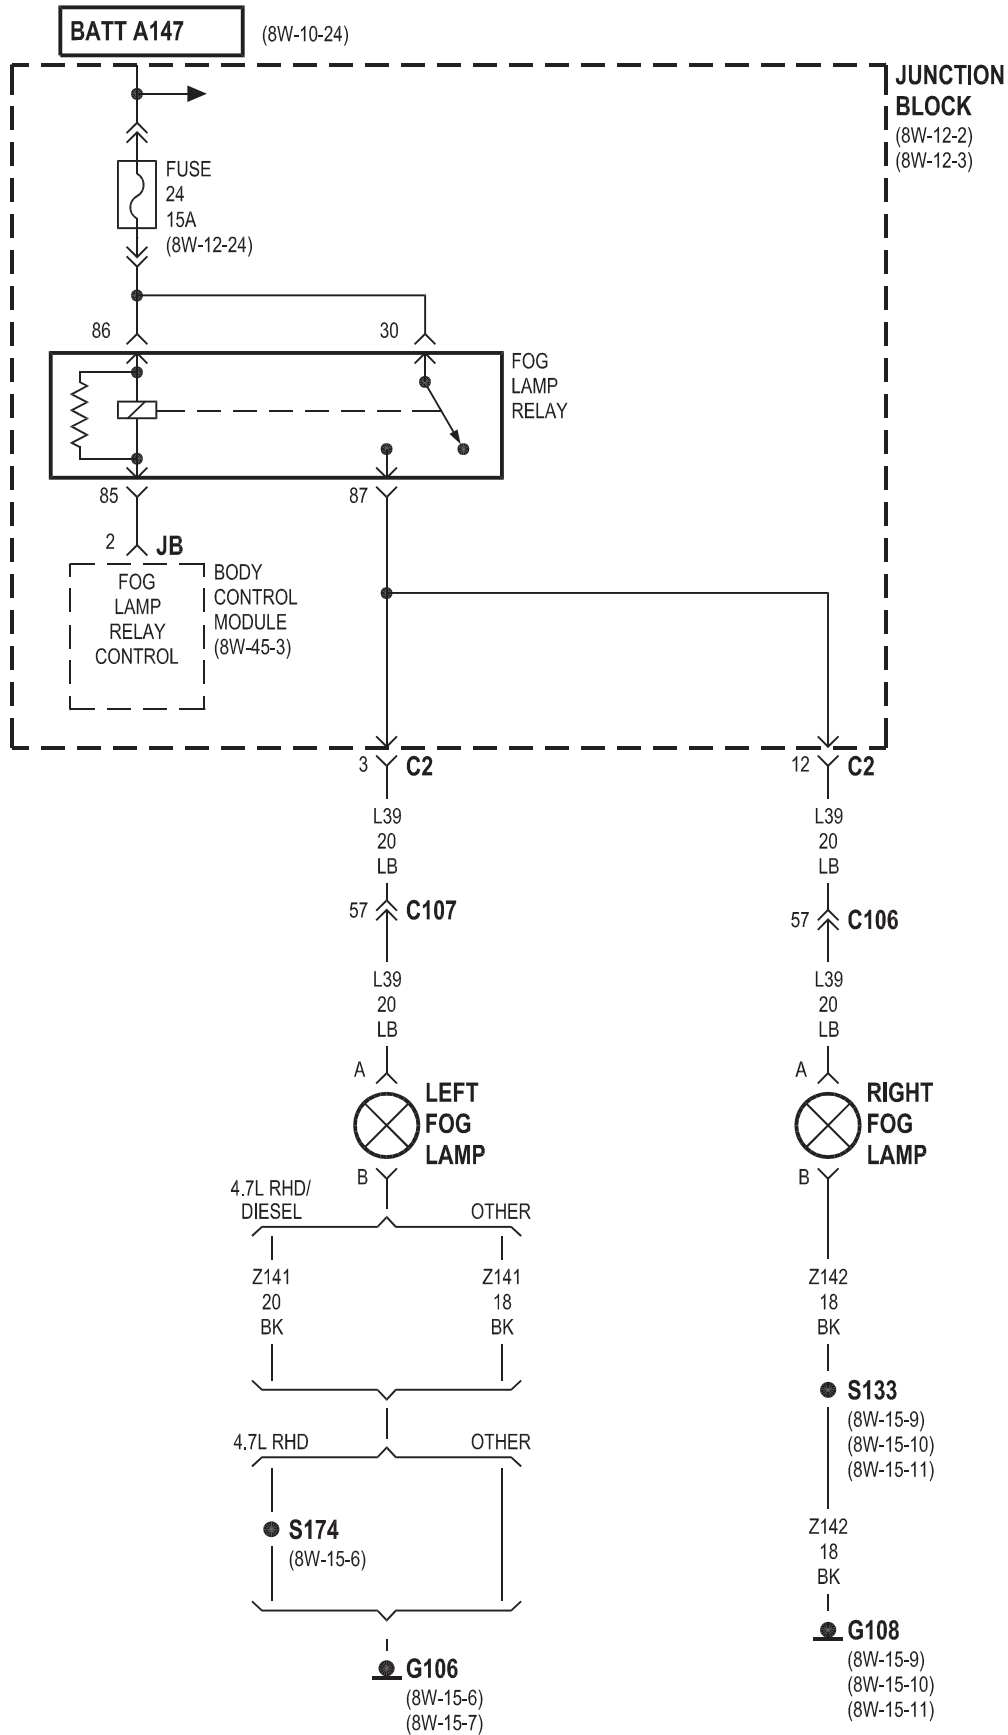 BATT A147
(8W-10-24)
JUNCTION
BLOCK
(8W-12-2)
(8W-12-3)
FUSE
24
15A
(8W-12-24)
86
30
FOG
LAMP
RELAY
85
87
2
JB
FOG
LAMP
RELAY
CONTROL
BODY
CONTROL
MODULE
(8W-45-3)
3
C2
12
C2
L39
20
LB
L39
20
LB
57
C107
57
C106
L39
20
LB
L39
20
LB
A
LEFT
FOG
LAMP
B
A
RIGHT
FOG
LAMP
B
4.7L RHD/
DIESEL
OTHER
Z141
20
BK
Z141
18
BK
Z142
18
BK
S133
(8W-15-9)
(8W-15-10)
(8W-15-11)
4.7L RHD
OTHER
S174
(8W-15-6)
Z142
18
BK
G106
(8W-15-6)
(8W-15-7)
G108
(8W-15-9)
(8W-15-10)
(8W-15-11)